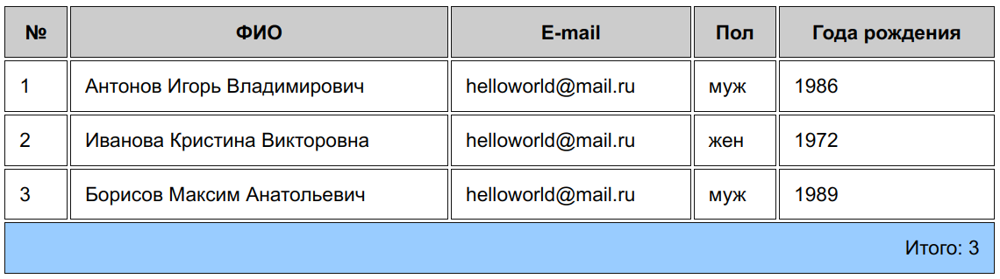 № ФИО E-mail Пол Года рождения
1 Антонов Игорь Владимирович helloworld@mail.ru муж 1986
2 Иванова Кристина Викторовна helloworld@mail.ru жен 1972
3 Борисов Максим Анатольевич helloworld@mail.ru муж 1989
Итого: 3